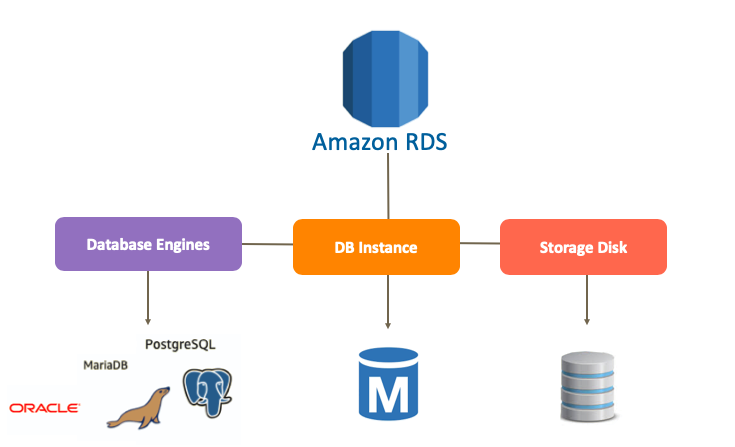 Amazon RDS
Database Engines
DB Instance
Storage Disk
PostgreSQL
MariaDB
ORACLE
M